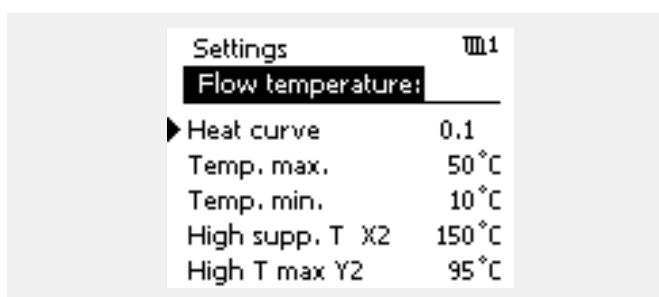 Settings 1
Flow temperature:
Heat curve 0.1
Temp. max. 50°C
Temp. min. 10°C
High supp. T X2 150°C
High T max Y2 95°C